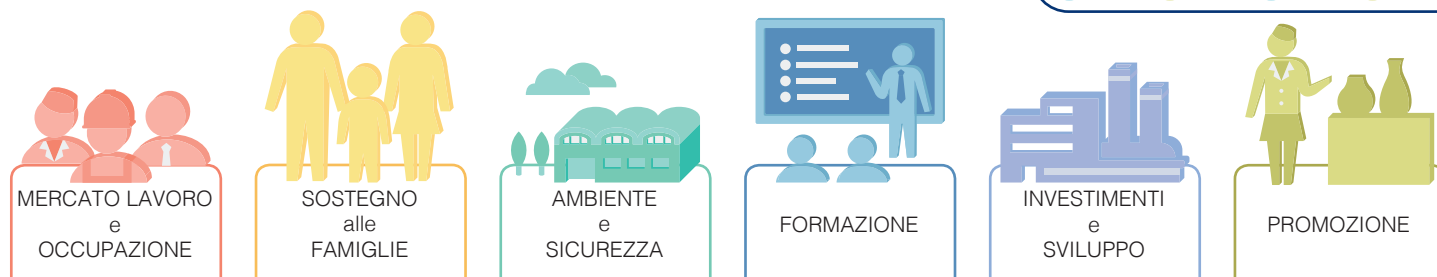 MERCATO LAVORO
e
OCCUPAZIONE
SOSTEGNO
alle
FAMIGLIE
AMBIENTE
e
SICUREZZA
FORMAZIONE
INVESTIMENTI
e
SVILUPPO
PROMOZIONE